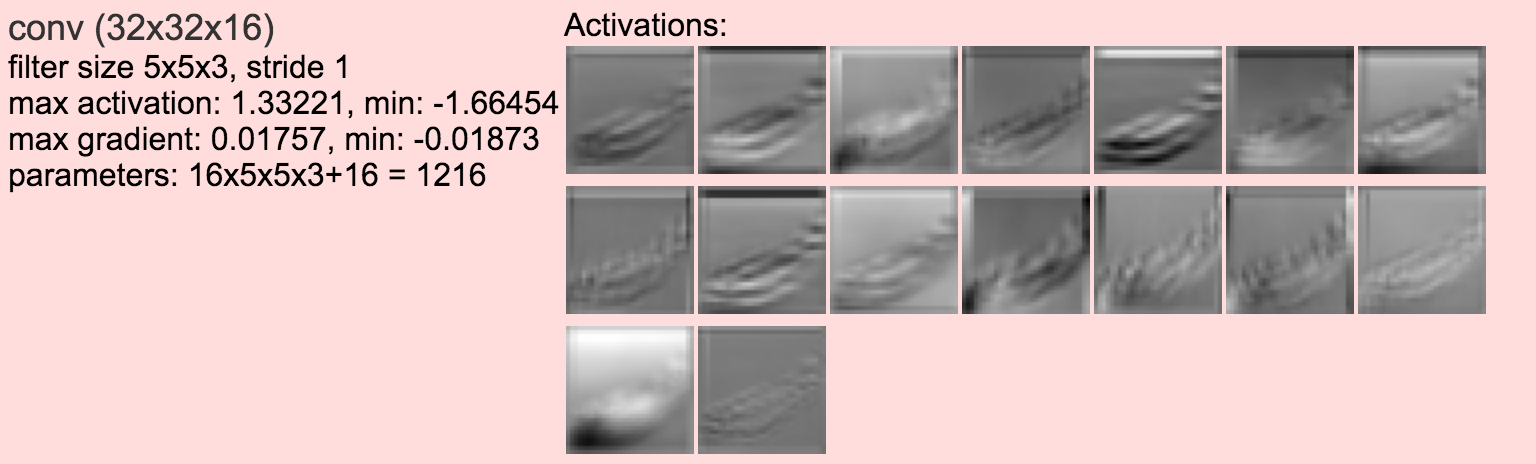 conv (32x32x16)
filter size 5x5x3, stride 1
max activation: 1.33221, min: -1.66454
max gradient: 0.01757, min: -0.01873
parameters: 16x5x5x3+16 = 1216
Activations: